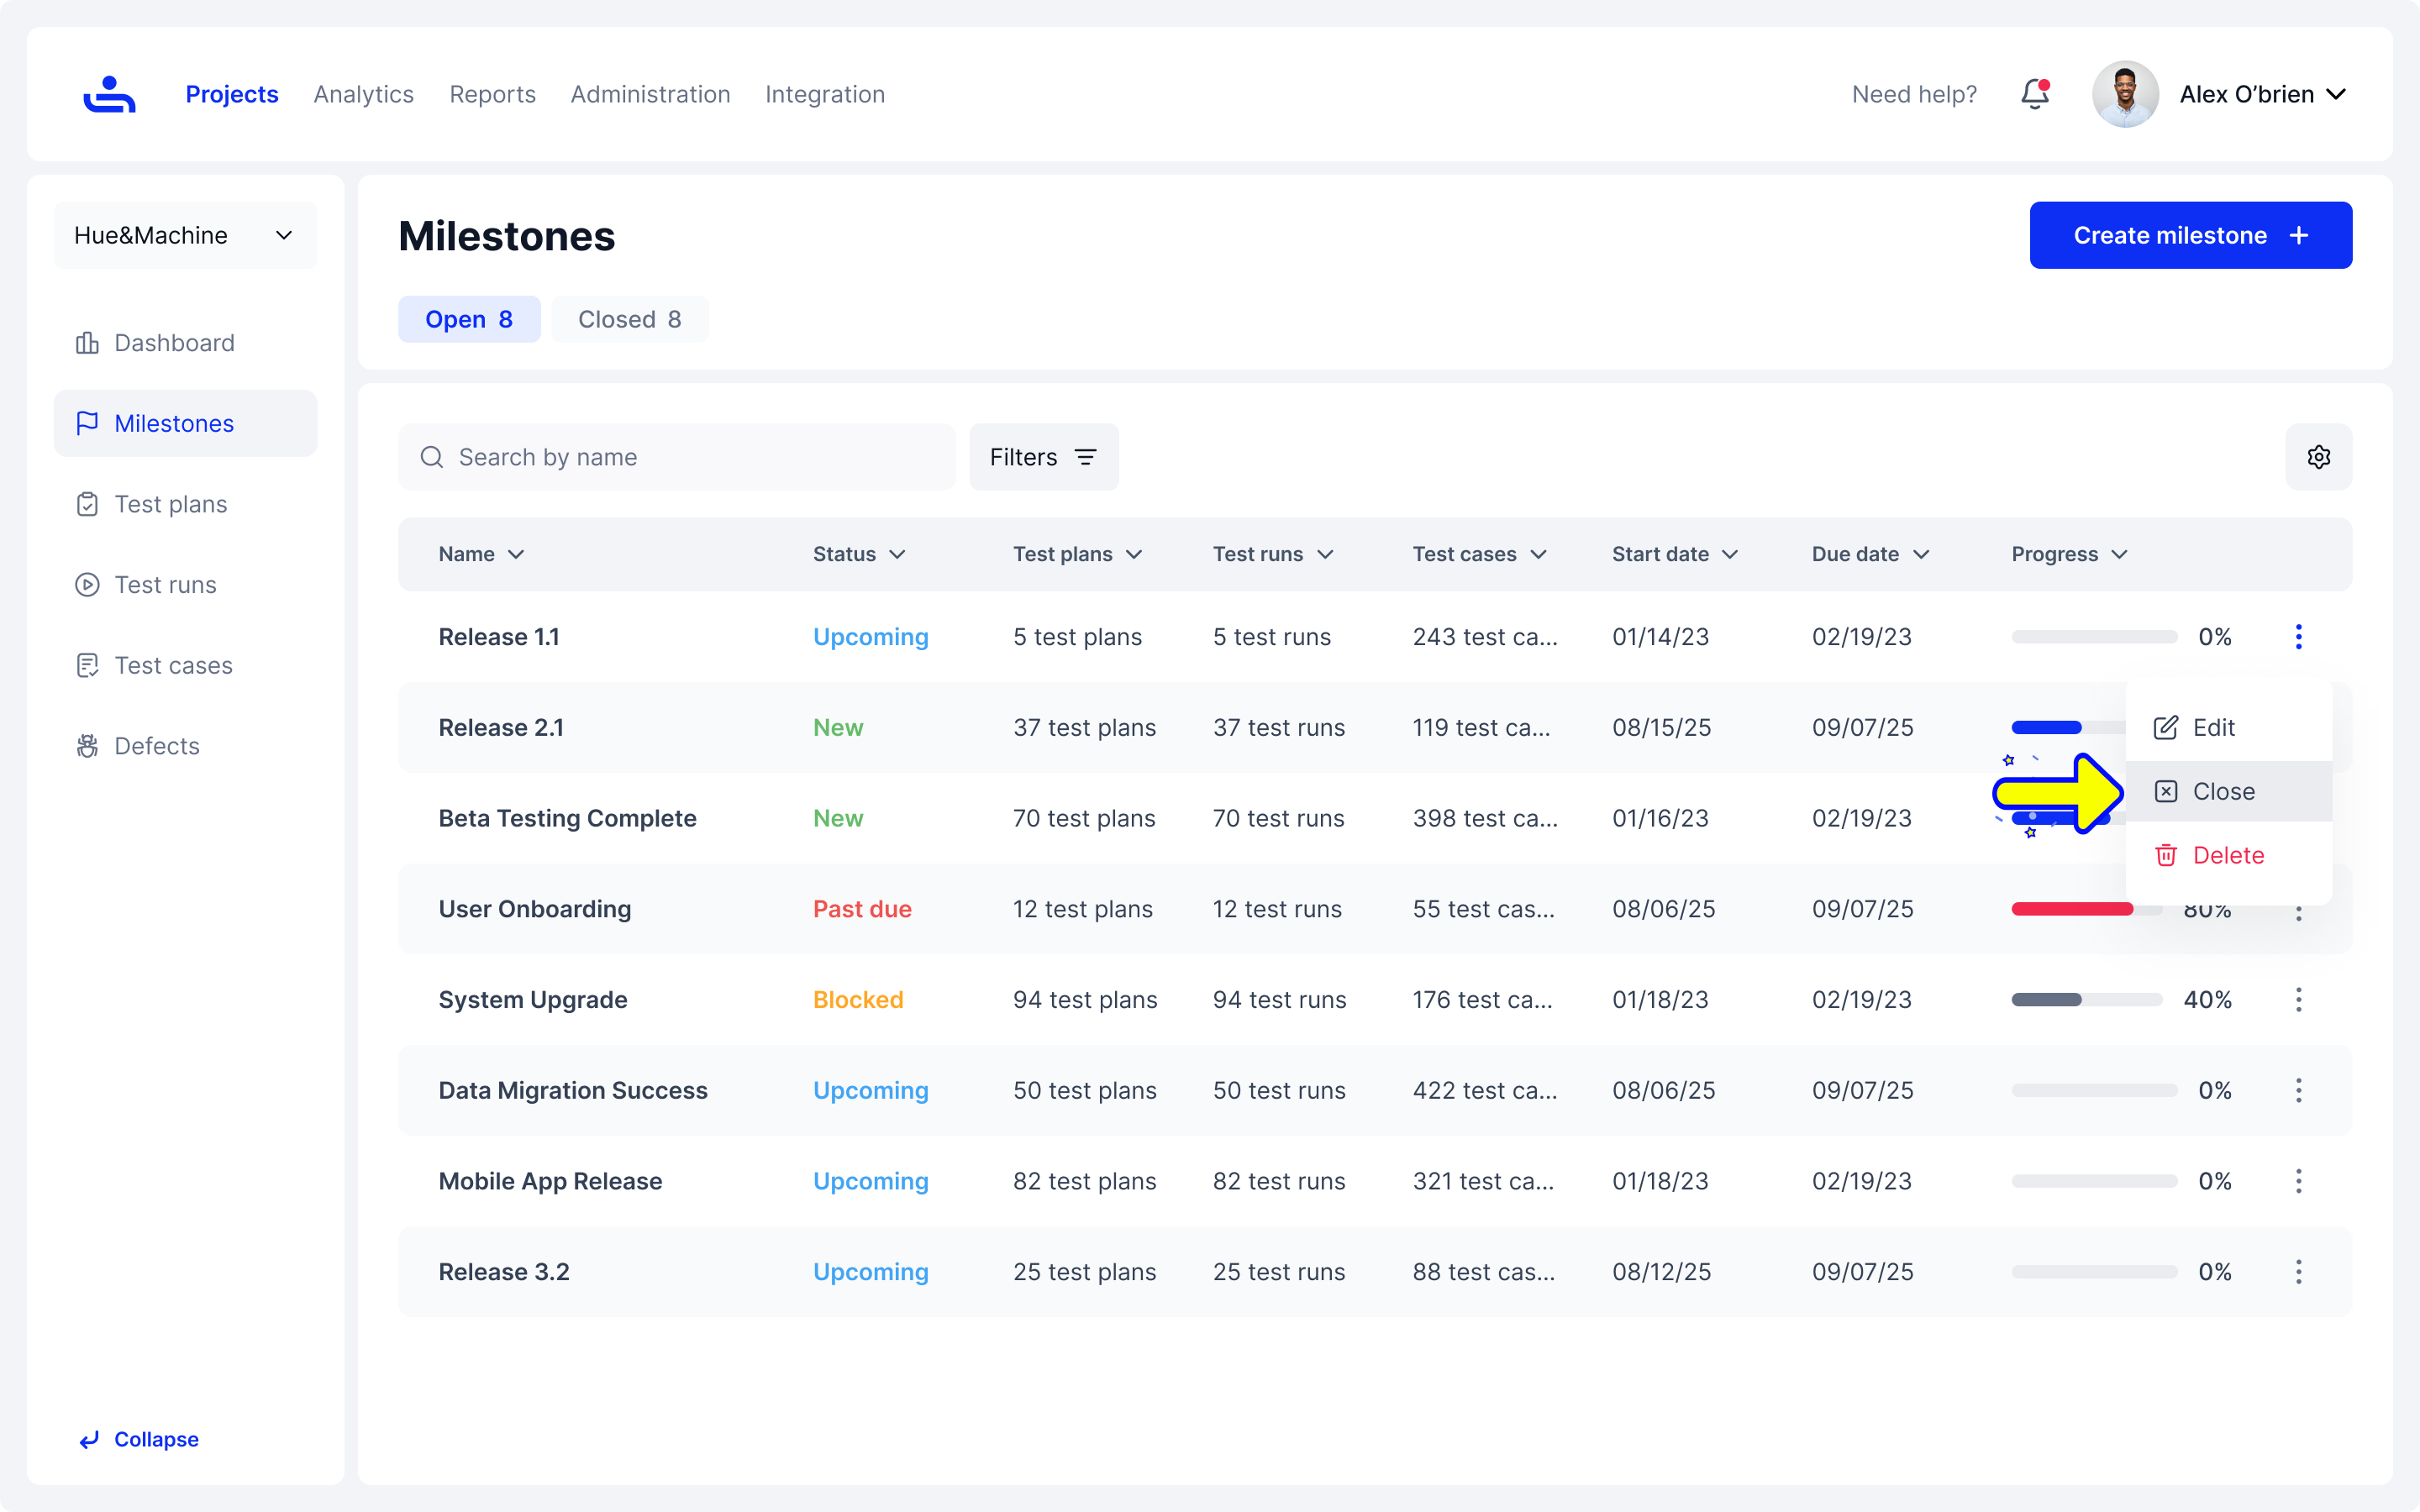 Projects Analytics Reports Administration Integration Need help? Alex O’brien
Hue&Machine
Dashboard
Milestones
Test plans
Test runs
Test cases
Defects
Collapse
Milestones
Create milestone
Open 8 Closed 8
Search by name Filters
Name Status Test plans Test runs Test cases Start date Due date Progress
Release 1.1 Upcoming 5 test plans 5 test runs 243 test ca... 01/14/23 02/19/23 0%
Release 2.1 New 37 test plans 37 test runs 119 test ca... 08/15/25 09/07/25
Beta Testing Complete New 70 test plans 70 test runs 398 test ca... 01/16/23 02/19/23
User Onboarding Past due 12 test plans 12 test runs 55 test cas... 08/06/25 09/07/25 80%
System Upgrade Blocked 94 test plans 94 test runs 176 test ca... 01/18/23 02/19/23 40%
Data Migration Success Upcoming 50 test plans 50 test runs 422 test ca... 08/06/25 09/07/25 0%
Mobile App Release Upcoming 82 test plans 82 test runs 321 test ca... 01/18/23 02/19/23 0%
Release 3.2 Upcoming 25 test plans 25 test runs 88 test cas... 08/12/25 09/07/25 0%
Edit
Close
Delete